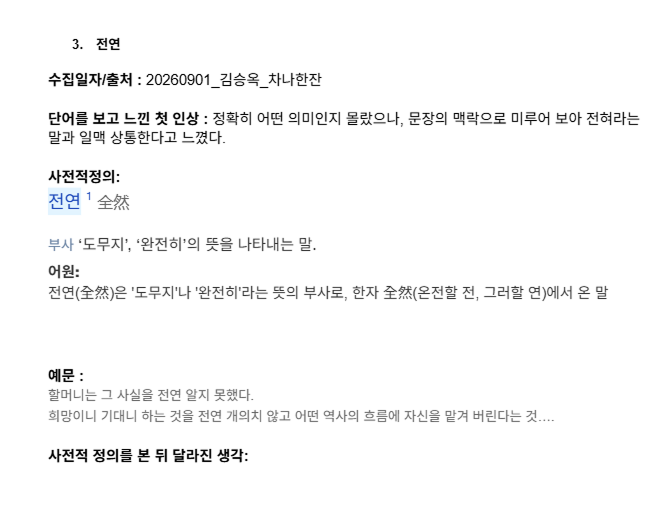 3. 전연
수집일자/출처 : 20260901_김승옥_차나한잔
단어를 보고 느낀 첫 인상 : 정확히 어떤 의미인지 몰랐으나, 문장의 맥락으로 미루어 보아 전혀라는
말과 일맥 상통한다고 느꼈다.
사전적정의:
전연 1 全然
부사 ‘도무지’, ‘완전히’의 뜻을 나타내는 말.
어원:
전연(全然)은 '도무지'나 '완전히'라는 뜻의 부사로, 한자 全然(온전할 전, 그러할 연)에서 온 말
예문 :
할머니는 그 사실을 전연 알지 못했다.
희망이니 기대니 하는 것을 전연 개의치 않고 어떤 역사의 흐름에 자신을 맡겨 버린다는 것….
사전적 정의를 본 뒤 달라진 생각: